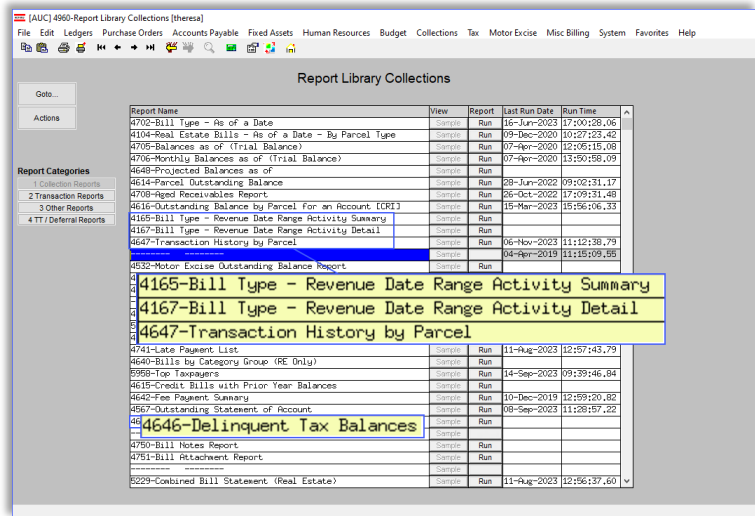 [AUC] 4960-Report Library Collections [theresa]
File Edit Ledgers Purchase Orders Accounts Payable Fixed Assets Human Resources Budget Collections Tax Motor Excise Misc Billing System Favorites Help
Report Library Collections
Goto...
Actions
Report Categories
1 Collection Reports
2 Transaction Reports
3 Other Reports
4 TT / Deferral Reports
Report Name View Report Last Run Date Run Time
4702-Bill Type - As of a Date Sample Run 16-Jun-2023 17:00:28.06
4104-Real Estate Bills - As of a Date - By Parcel Type Sample Run 09-Dec-2020 10:27:23.42
4705-Balances as of (Trial Balance) Sample Run 07-Apr-2020 12:05:15.08
4706-Monthly Balances as of (Trial Balance) Sample Run 07-Apr-2020 13:50:58.09
4648-Projected Balances as of Sample Run
4614-Parcel Outstanding Balance Sample Run 28-Jun-2022 09:02:31.17
4708-Aged Receivables Report Sample Run 26-Oct-2022 17:09:31.48
4616-Outstanding Balance by Parcel for an Account [CRI] Sample Run 15-Mar-2023 15:56:06.33
4165-Bill Type - Revenue Date Range Activity Summary Sample Run
4167-Bill Type - Revenue Date Range Activity Detail Sample Run
4647-Transaction History by Parcel Sample Run 06-Nov-2023 11:12:38.79
-------- -------- Sample 04-Apr-2019 11:15:09.55
4532-Motor Excise Outstanding Balance Report Sample Run
4165-Bill Type - Revenue Date Range Activity Summary
4167-Bill Type - Revenue Date Range Activity Detail
4647-Transaction History by Parcel
4741-Late Payment List Sample Run 11-Aug-2023 12:57:43.79
4640-Bills by Category Group (RE Only) Sample Run
5958-Top Taxpayers Sample Run 14-Sep-2023 09:39:46.84
4615-Credit Bills with Prior Year Balances Sample Run
4642-Fee Payment Summary Sample Run 10-Dec-2019 12:59:20.82
4567-Outstanding Statement of Account Sample Run 08-Sep-2023 11:28:57.22
4646-Delinquent Tax Balances Sample Run
Sample
4750-Bill Notes Report Sample Run
4751-Bill Attachment Report Sample Run
-------- -------- Sample
5229-Combined Bill Statement (Real Estate) Sample Run 11-Aug-2023 12:56:37.60